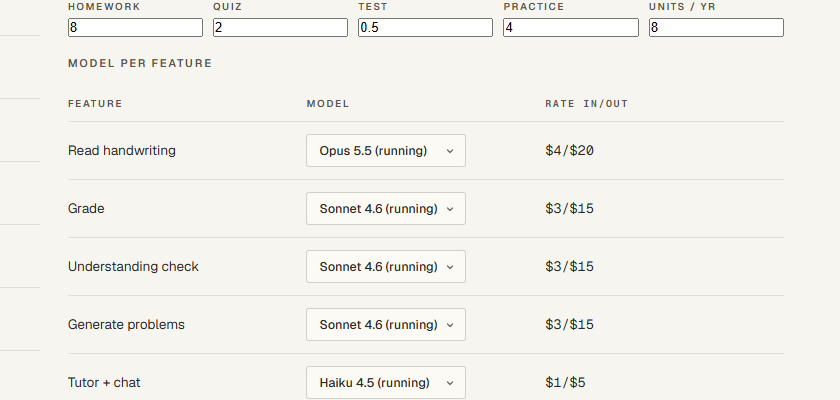 HOMEWORK QUIZ TEST PRACTICE UNITS / YR
8 2 0.5 4 8
MODEL PER FEATURE
FEATURE MODEL RATE IN/OUT
Read handwriting Opus 5.5 (running) $4/$20
Grade Sonnet 4.6 (running) $3/$15
Understanding check Sonnet 4.6 (running) $3/$15
Generate problems Sonnet 4.6 (running) $3/$15
Tutor + chat Haiku 4.5 (running) $1/$5